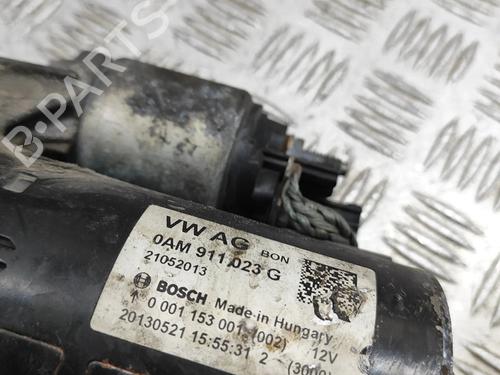 B-PARTS
VW AG BON
0AM 911 023 G
21052013
BOSCH Made in Hungary
0 001 153 001 (002) 12V
20130521 15:55:31 2